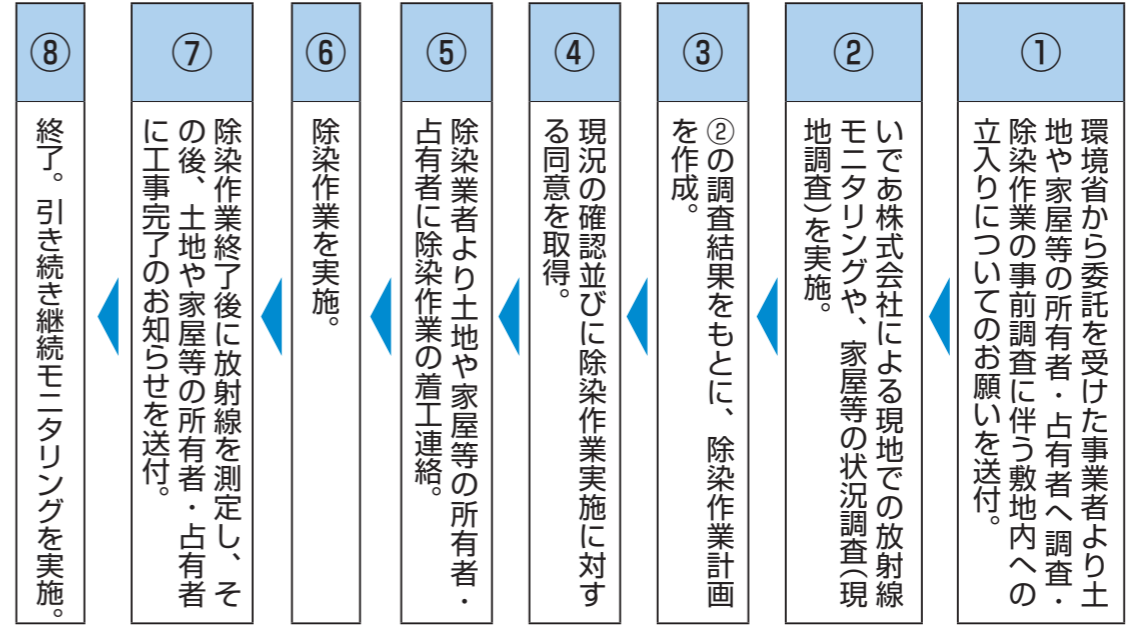 ①
環境省から委託を受けた事業者より土
地や家屋等の所有者・占有者へ調査・
除染作業の事前調査に伴う敷地内への
立入りについてのお願いを送付。
②
いであ株式会社による現地での放射線
モニタリングや、家屋等の状況調査(現
地調査)を実施。
③
②の調査結果をもとに、除染作業計画
を作成。
④
現況の確認並びに除染作業実施に対す
る同意を取得。
⑤
除染業者より土地や家屋等の所有者・
占有者に除染作業の着工連絡。
⑥
除染作業を実施。
⑦
除染作業終了後に放射線を測定し、そ
の後、土地や家屋等の所有者・占有者
に工事完了のお知らせを送付。
⑧
終了。引き続き継続モニタリングを実施。